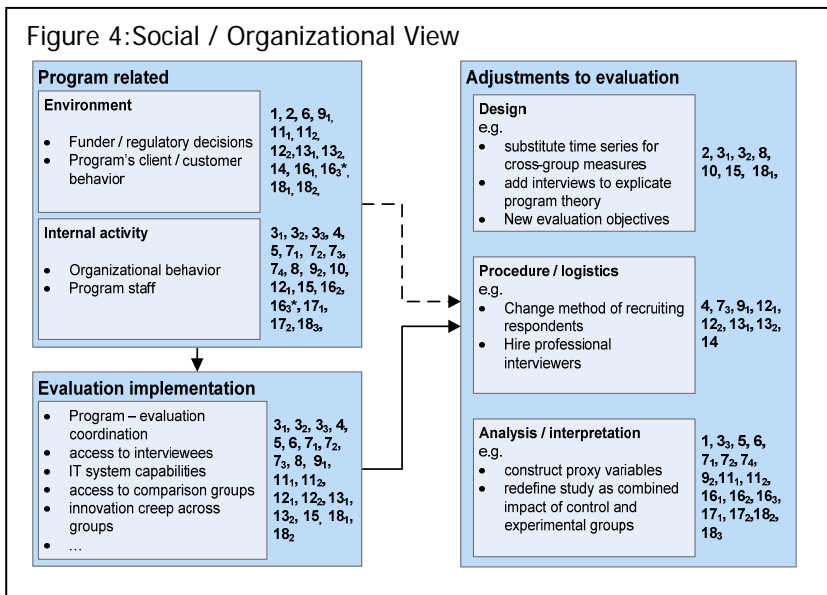 Figure 4:Social / Organizational View
Program related
Environment
• Funder / regulatory decisions
• Program's client / customer
behavior
1, 2, 6, 9₁,
11₁, 11₂,
12₂,13₁, 13₂,
14, 16₁, 16₃*,
18₁, 18₂,
Internal activity
• Organizational behavior
• Program staff
3₁, 3₂, 3₃, 4,
5, 7₁, 7₂, 7₃,
7₄, 8, 9₂, 10,
12₁, 15, 16₂,
16₃*, 17₁,
17₂, 18₃,
Evaluation implementation
• Program – evaluation
coordination
• access to interviewees
• IT system capabilities
• access to comparison groups
• innovation creep across
groups
• ...
3₁, 3₂, 3₃, 4,
5, 6, 7₁, 7₂,
7₃, 8, 9₁,
11₁, 11₂,
12₁, 12₂, 13₁,
13₂, 15, 18₁,
18₂
Adjustments to evaluation
Design
e.g.
• substitute time series for
cross-group measures
• add interviews to explicate
program theory
• New evaluation objectives
2, 3₁, 3₂, 8,
10, 15, 18₁,
Procedure / logistics
e.g.
• Change method of recruiting
respondents
• Hire professional
interviewers
4, 7₃, 9₁, 12₁,
12₂, 13₁, 13₂,
14
Analysis / interpretation
e.g.
• construct proxy variables
• redefine study as combined
impact of control and
experimental groups
1, 3₃, 5, 6,
7₁, 7₂, 7₄,
9₂,11₁, 11₂,
16₁, 16₂, 16₃,
17₁, 17₂,18₂,
18₃